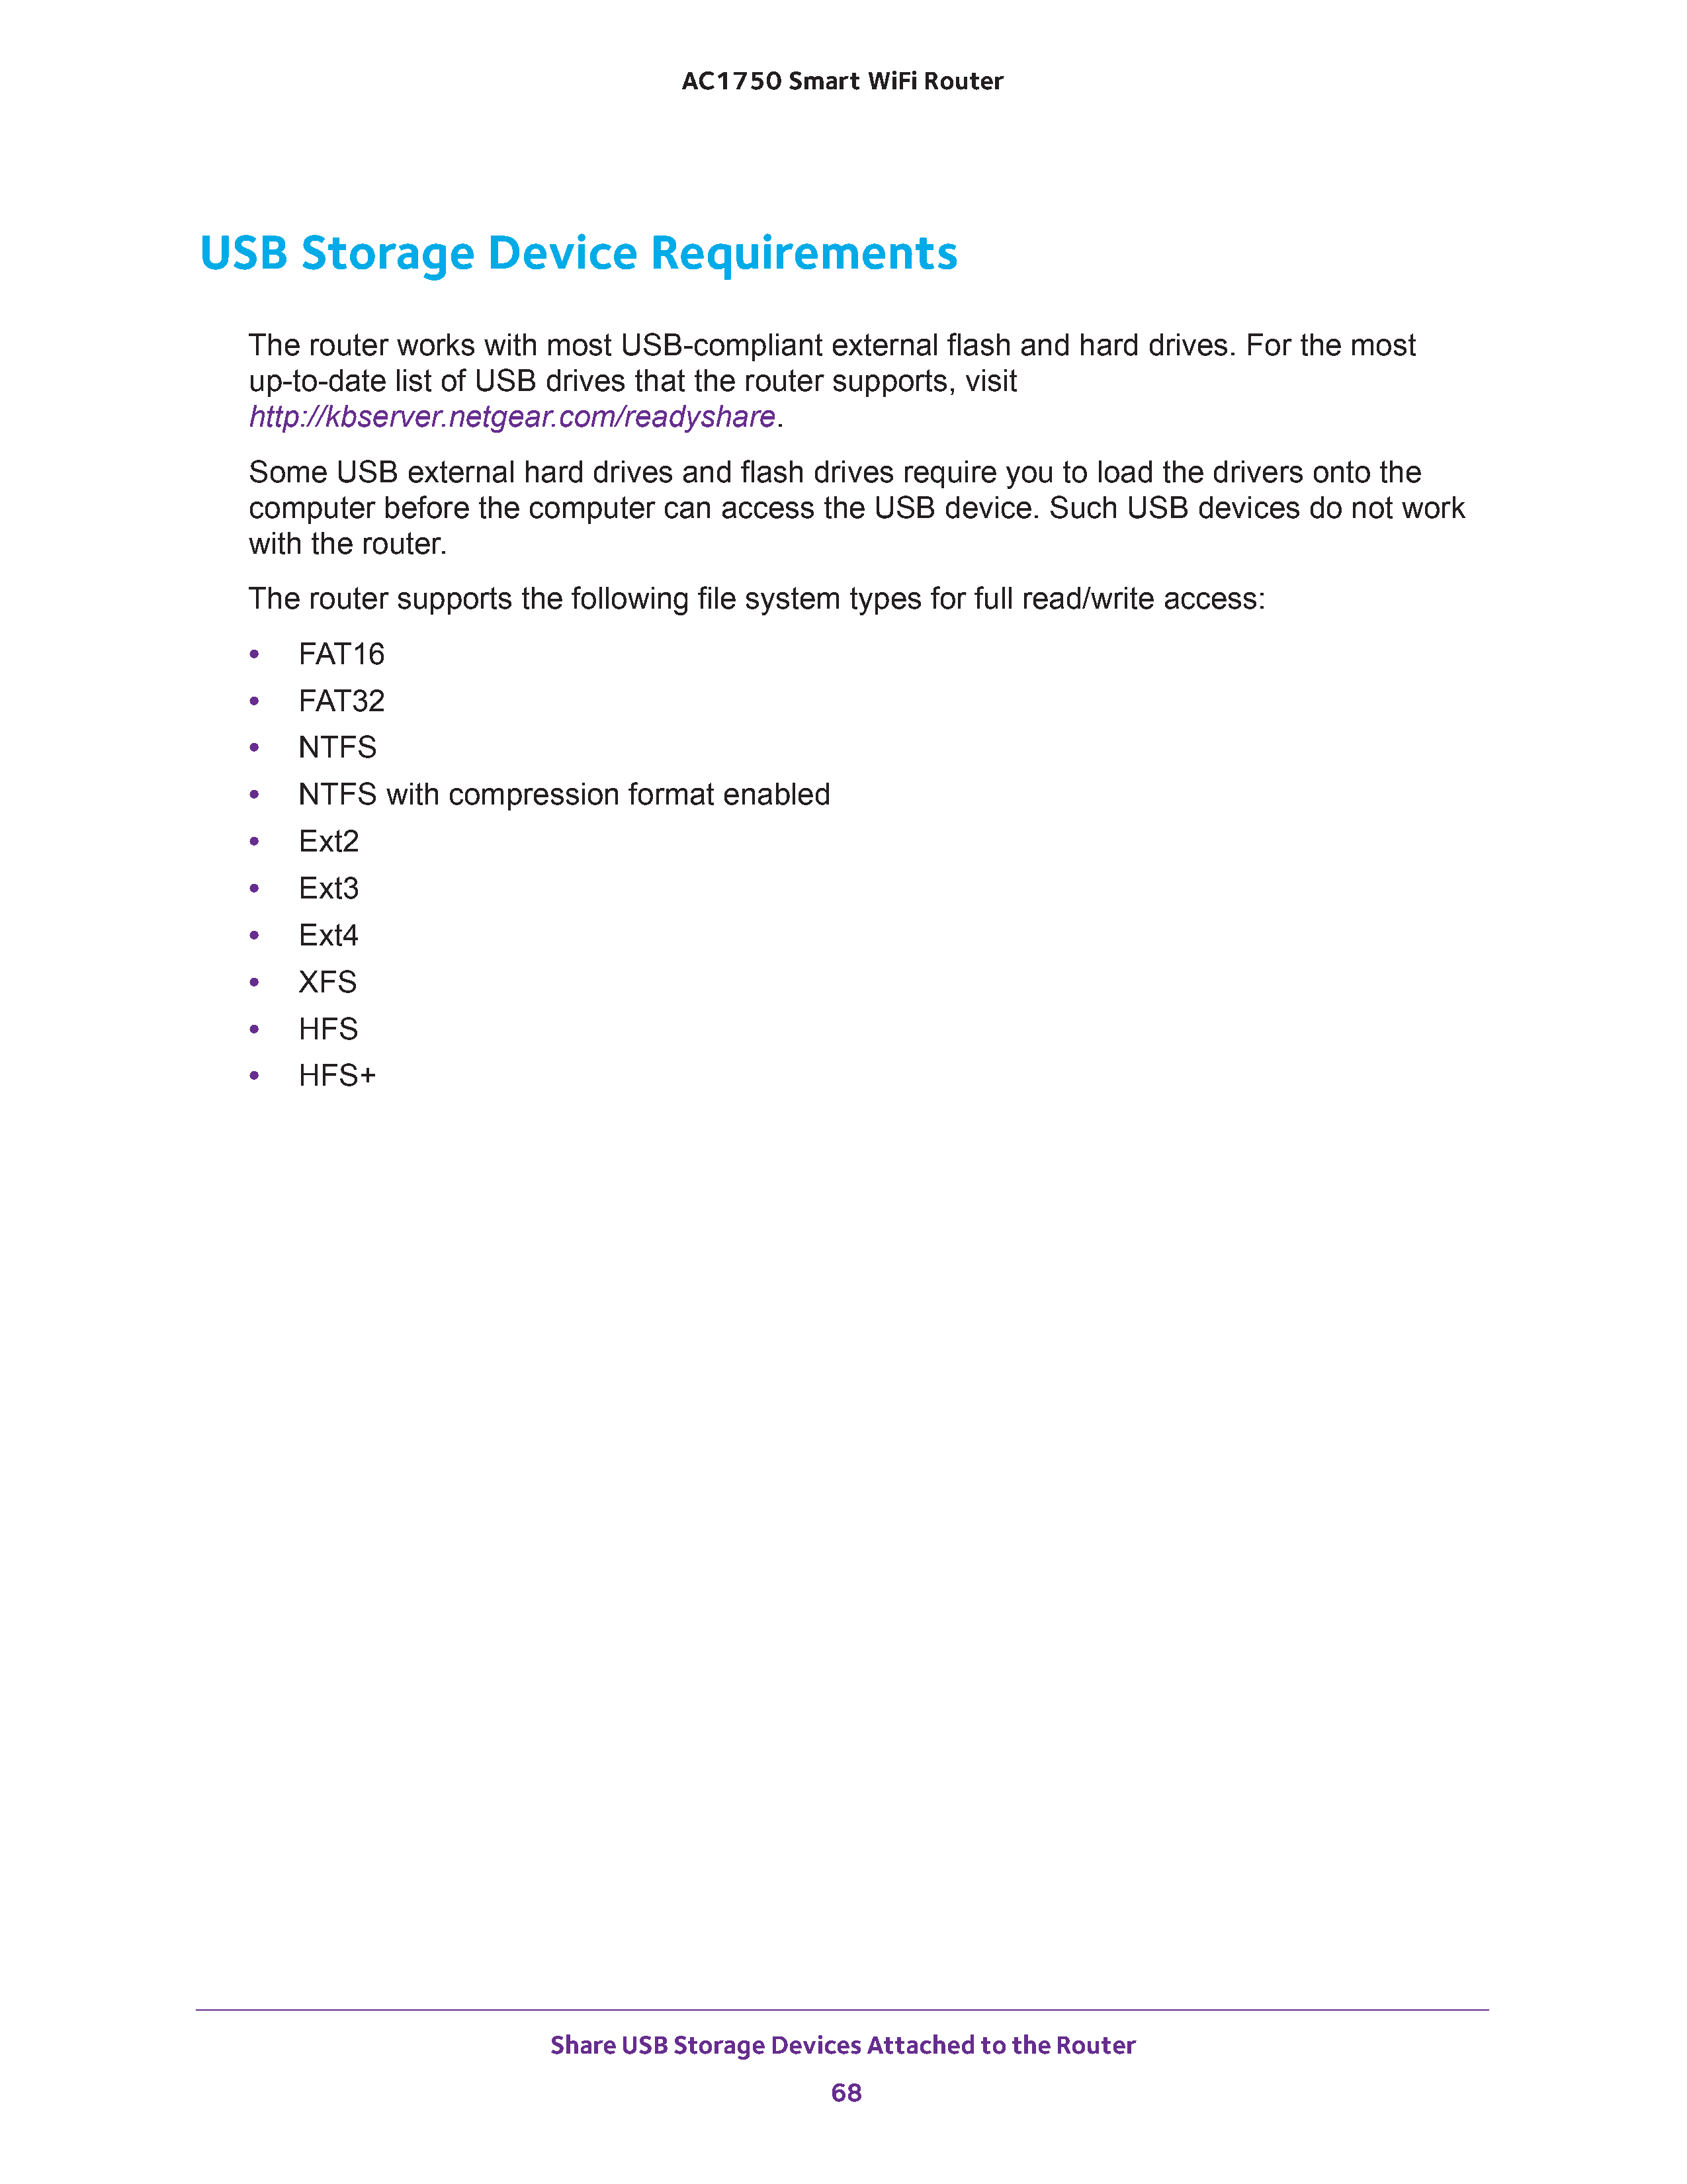 AC1750 Smart WiFi Router
USB Storage Device Requirements
The router works with most USB-compliant external flash and hard drives. For the most
up-to-date list of USB drives that the router supports, visit
http://kbserver.netgear.com/readyshare.
Some USB external hard drives and flash drives require you to load the drivers onto the
computer before the computer can access the USB device. Such USB devices do not work
with the router.
The router supports the following file system types for full read/write access:
• FAT16
• FAT32
• NTFS
• NTFS with compression format enabled
• Ext2
• Ext3
• Ext4
• XFS
• HFS
• HFS+
Share USB Storage Devices Attached to the Router
68